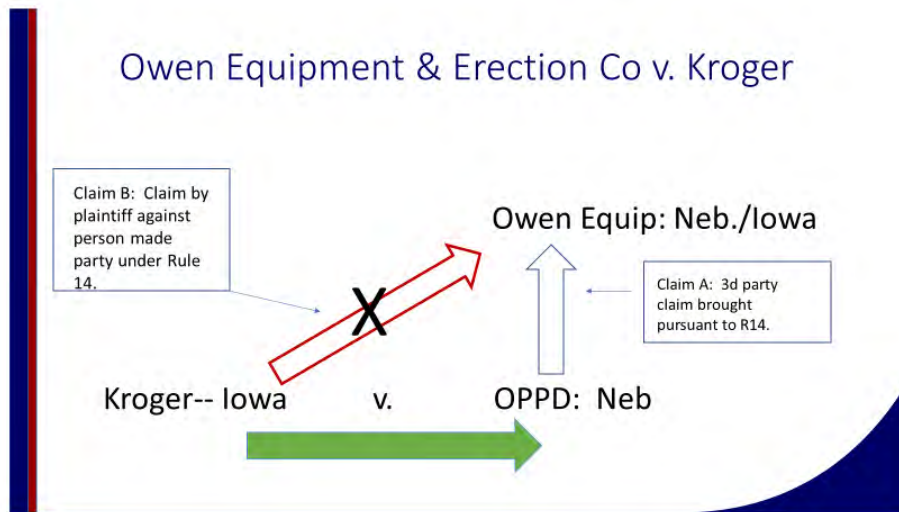 Owen Equipment & Erection Co v. Kroger
Claim B:  Claim by
plaintiff against
person made
party under Rule
14.
Owen Equip: Neb./Iowa
Claim A:  3d party
claim brought
pursuant to R14.
X
Kroger-- Iowa v. OPPD:  Neb